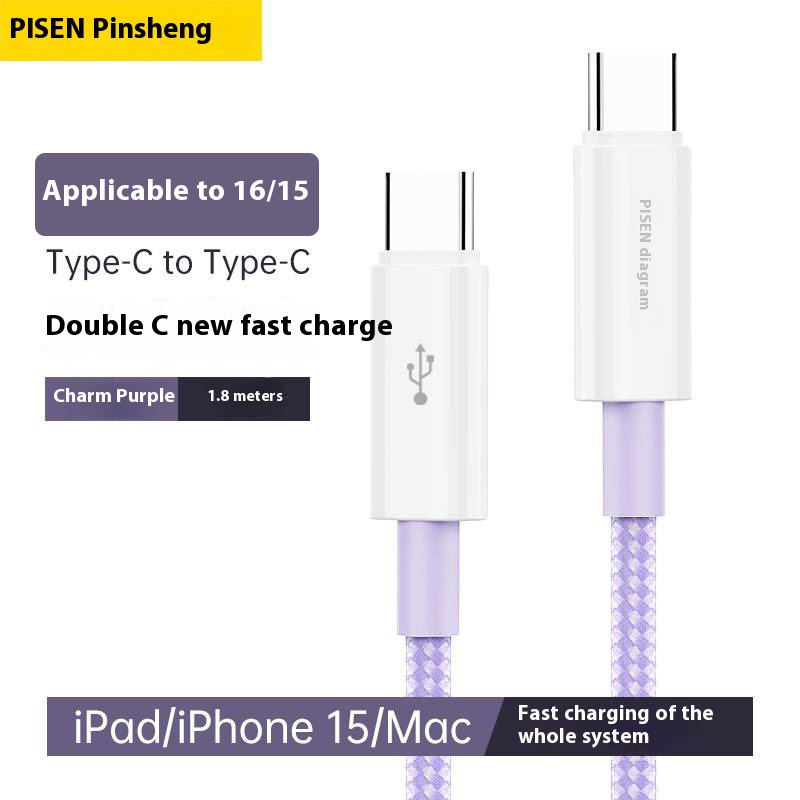 PISEN Pinsheng
Applicable to 16/15
Type-C to Type-C
Double C new fast charge
Charm Purple
1.8 meters
PISEN diagram
iPad/iPhone 15/Mac
Fast charging of the
whole system